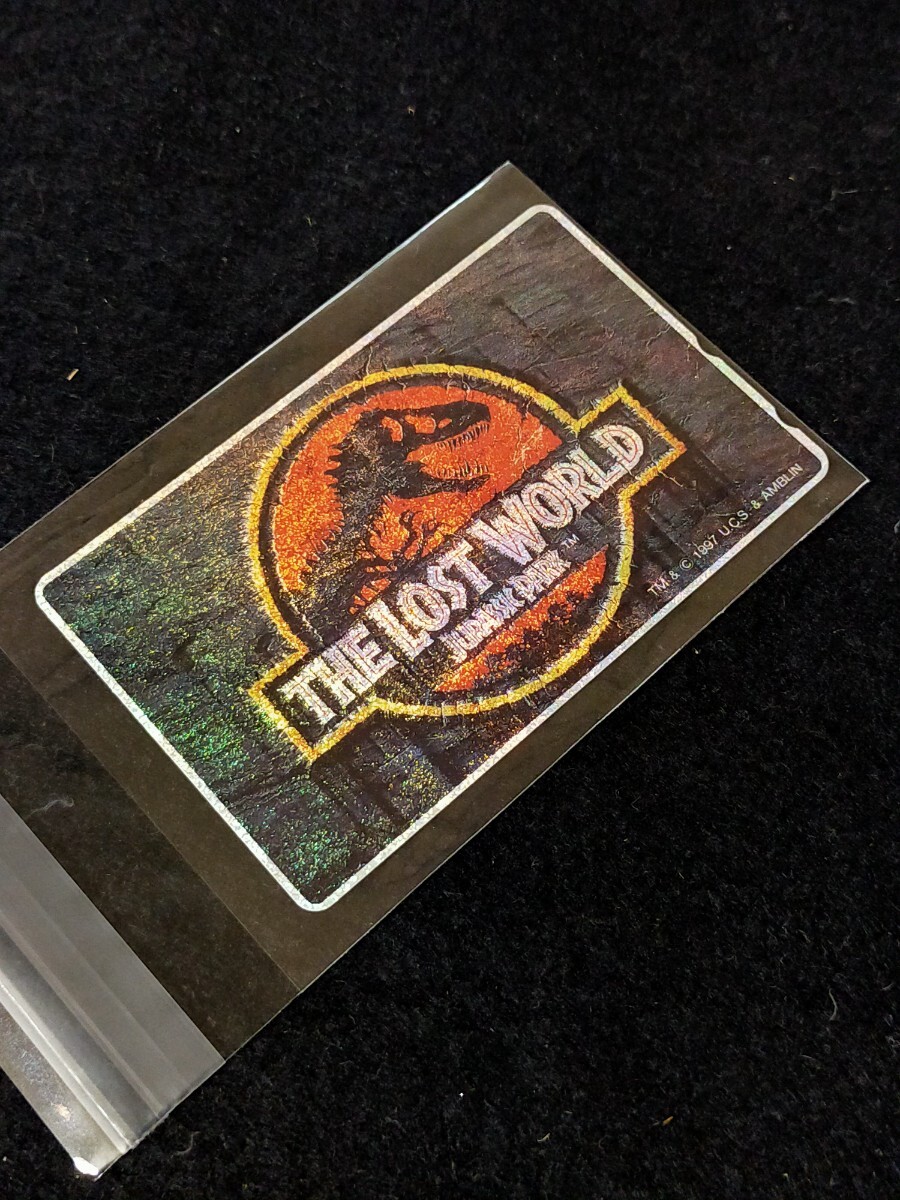 THE LOST WORLD
JURASSIC PARK™
TM & © 1997 U.C.S. & AMBLIN